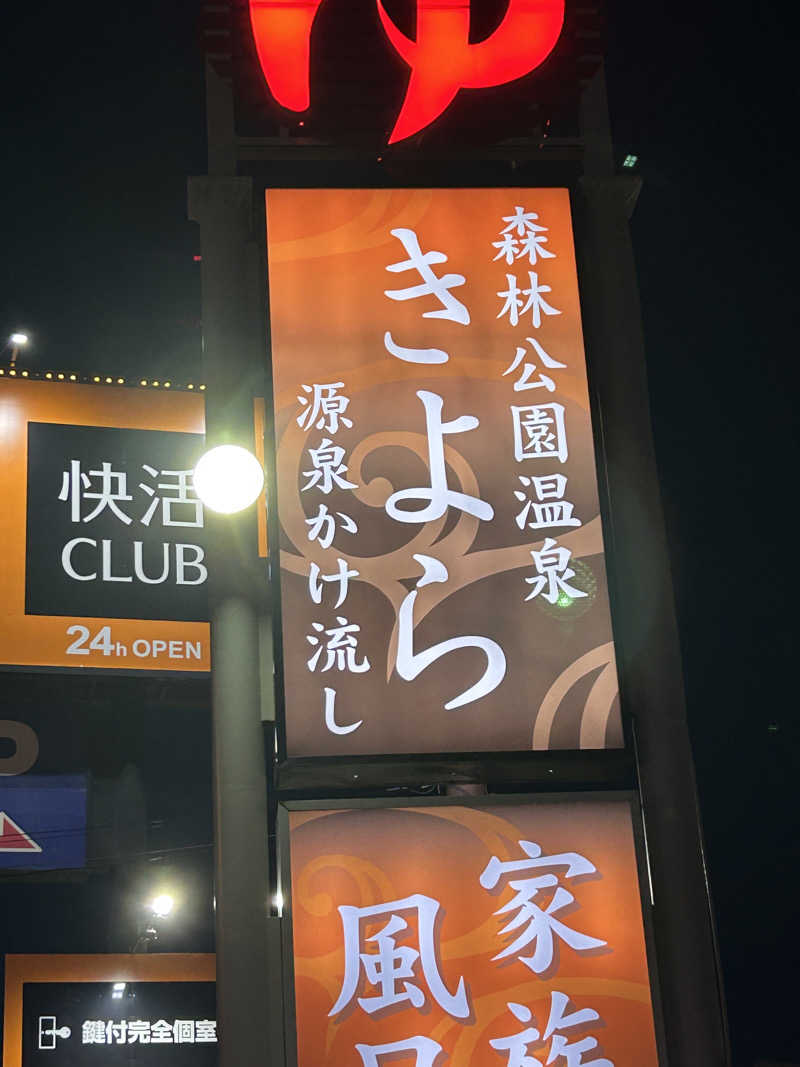 ゆ
森林公園温泉
きよら
源泉かけ流し
快活
CLUB
24h OPEN
家族
風
鍵付完全個室